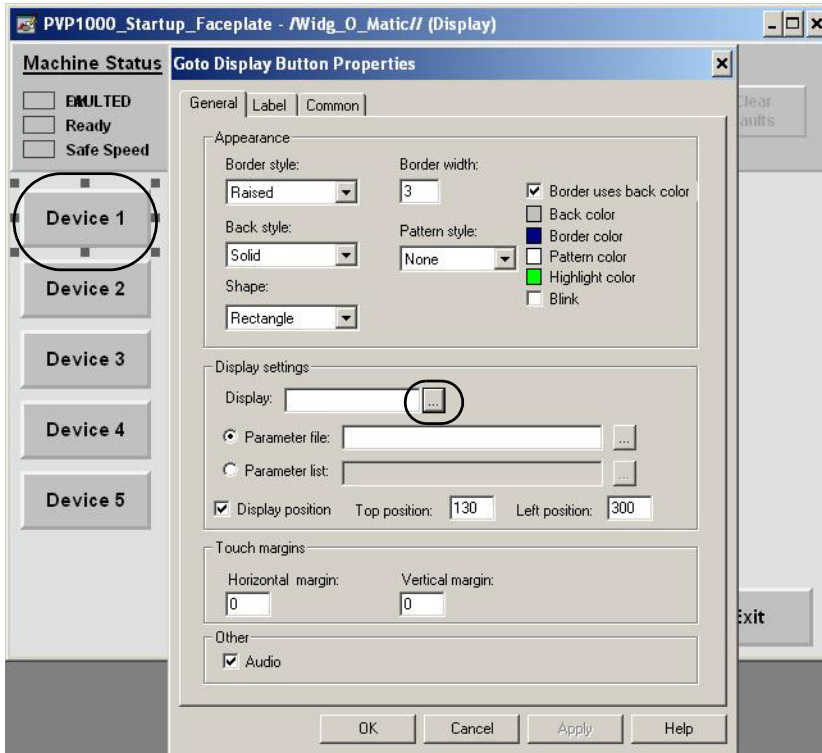 PVP1000_Startup_Faceplate - /Widg_O_Matic// (Display)
Machine Status
Ready
Safe Speed
Device 1
Device 2
Device 3
Device 4
Device 5
Goto Display Button Properties
General Label Common
Appearance
Border style:
Raised
Border width:
3
Back style:
Solid
Pattern style:
None
Shape:
Rectangle
Border uses back color
Back color
Border color
Pattern color
Highlight color
Blink
Display settings
Display: ...
Parameter file: ...
Parameter list: ...
Display position Top position: 130 Left position: 300
Touch margins
Horizontal margin:
0
Vertical margin:
0
Other
Audio
OK Cancel Apply Help
Clear
aults
Exit